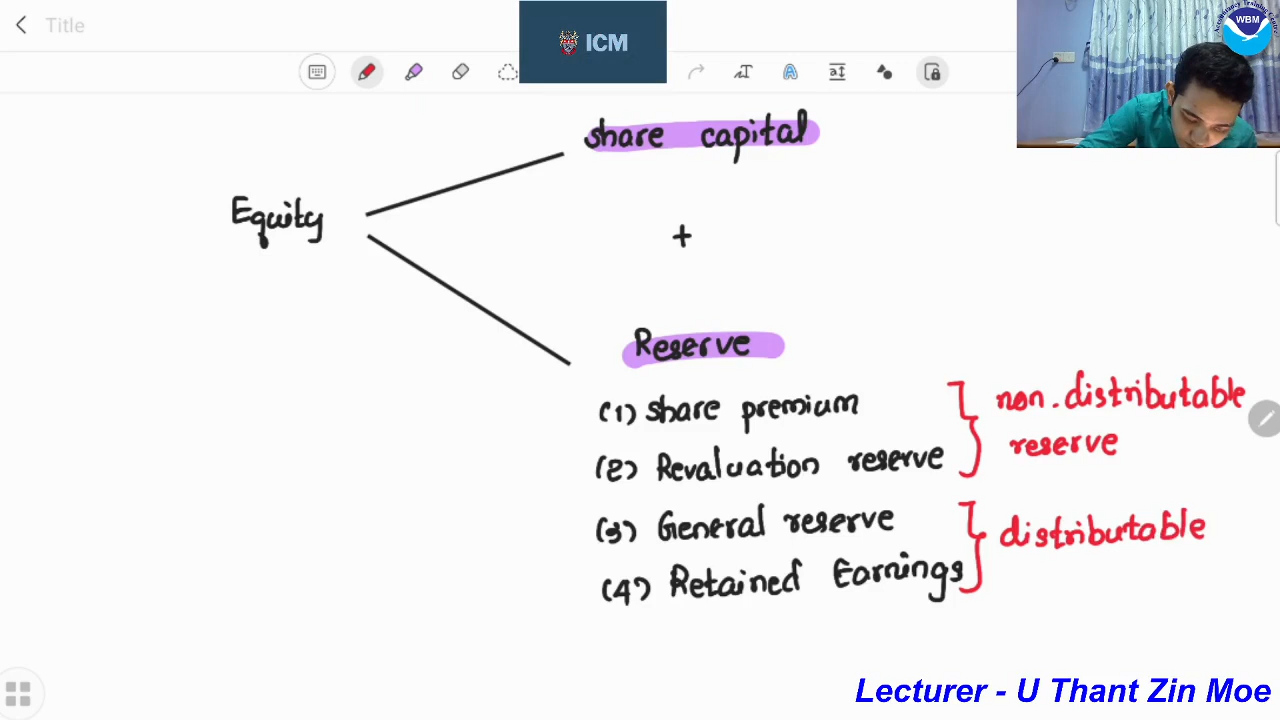 Title
ICM
WBM
share capital
Equity
+
Reserve
(1) share premium
(2) Revaluation reserve
non-distributable
reserve
(3) General reserve
(4) Retained Earnings
distributable
Lecturer - U Thant Zin Moe